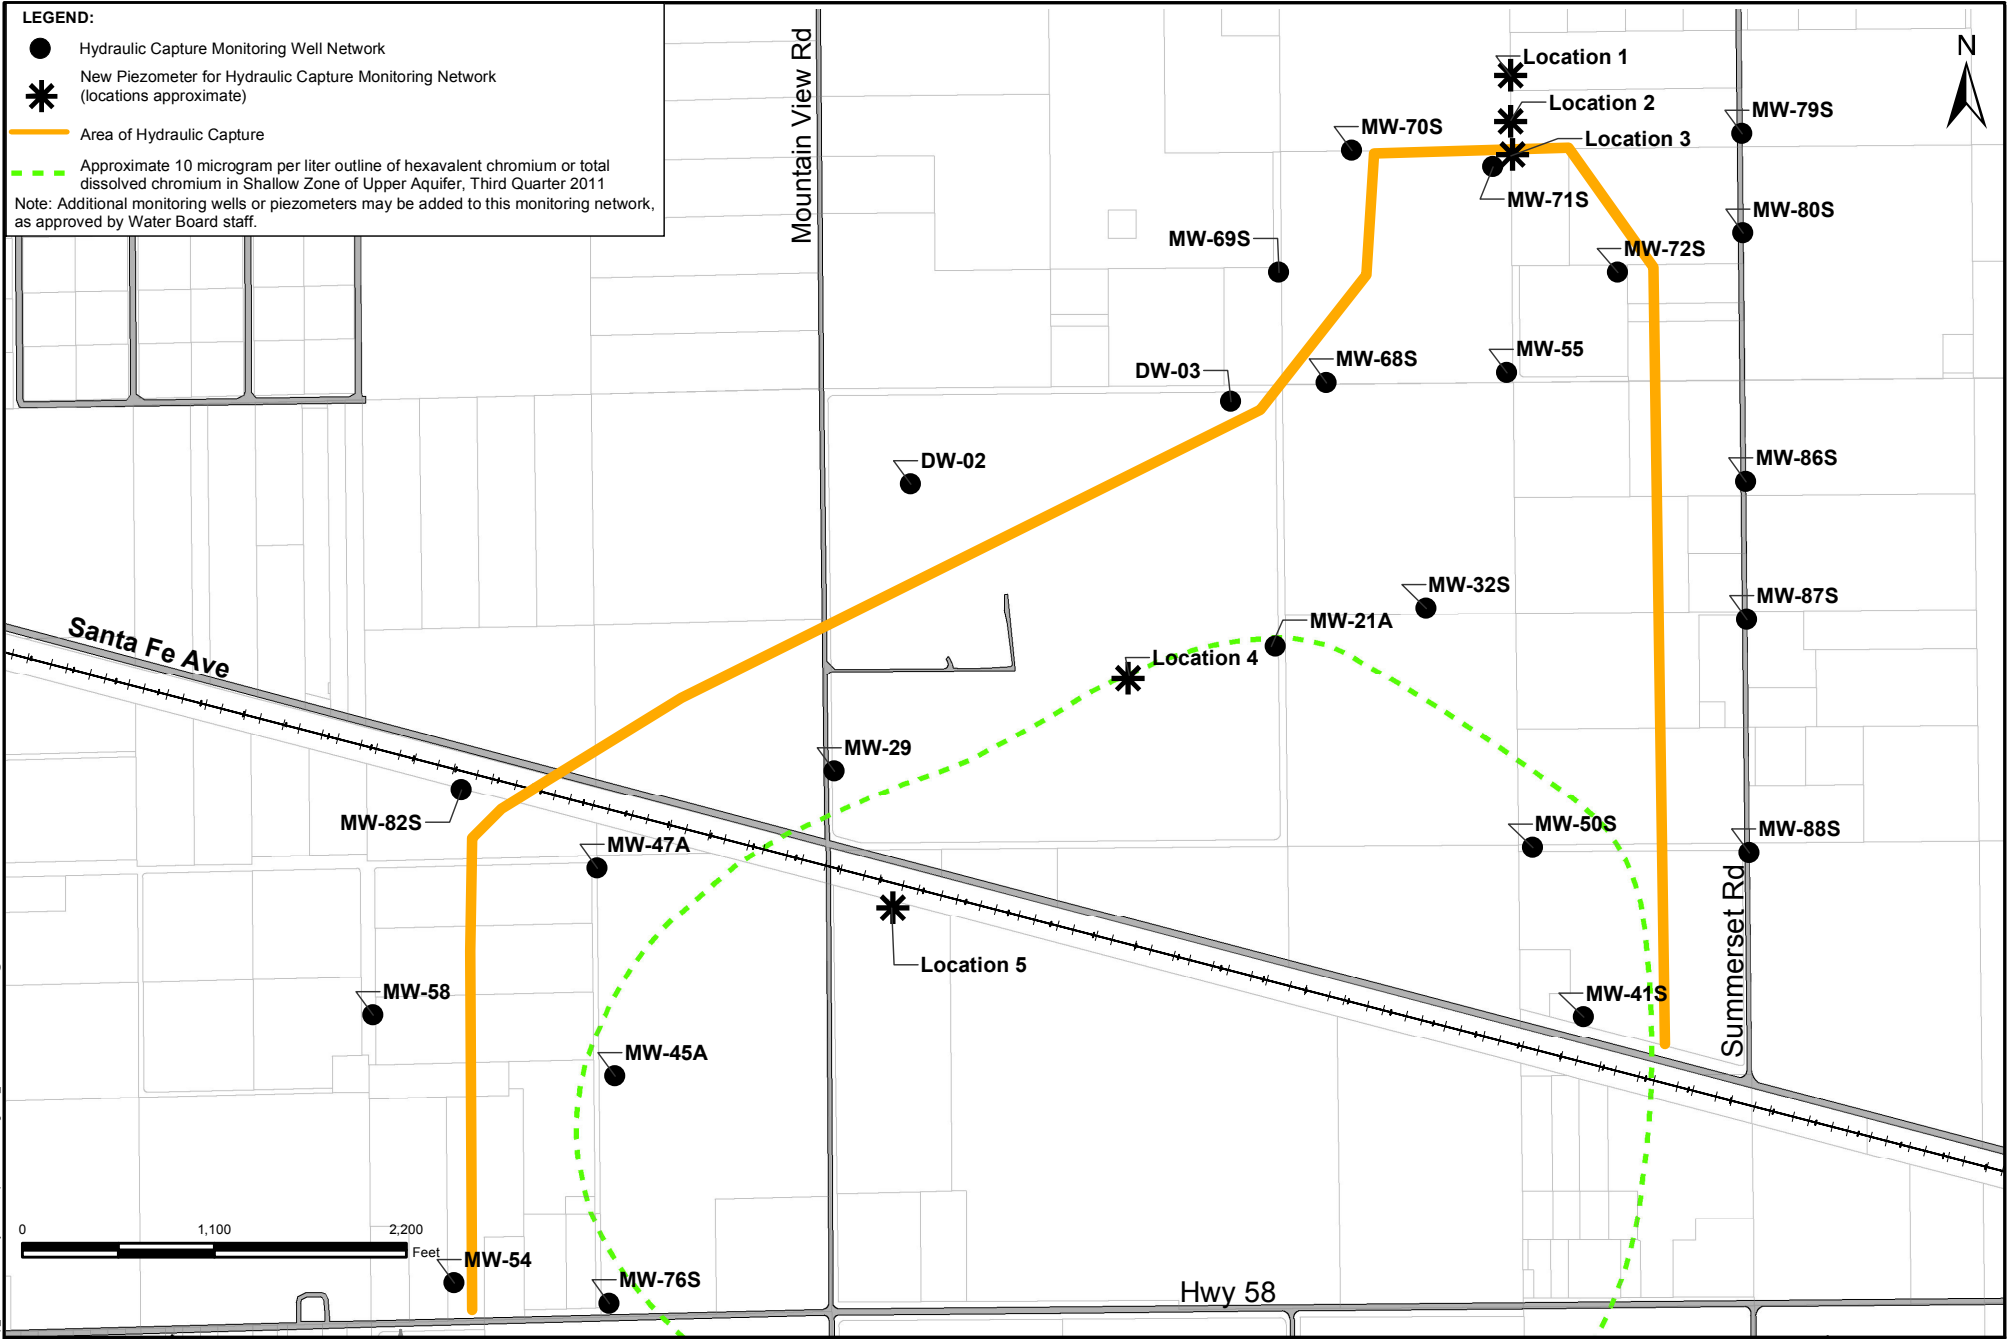 LEGEND:
Hydraulic Capture Monitoring Well Network
New Piezometer for Hydraulic Capture Monitoring Network
(locations approximate)
Area of Hydraulic Capture
Approximate 10 microgram per liter outline of hexavalent chromium or total
dissolved chromium in Shallow Zone of Upper Aquifer, Third Quarter 2011
Note: Additional monitoring wells or piezometers may be added to this monitoring network,
as approved by Water Board staff.
Mountain View Rd
N
Location 1
Location 2
MW-79S
MW-70S
Location 3
MW-71S
MW-80S
MW-69S
MW-72S
MW-55
MW-68S
DW-03
DW-02
MW-86S
MW-32S
MW-87S
MW-21A
Santa Fe Ave
Location 4
MW-29
MW-82S
MW-50S
MW-88S
MW-47A
Summerset Rd
Location 5
MW-58
MW-41S
MW-45A
0 1,100 2,200
Feet
MW-54
MW-76S
Hwy 58